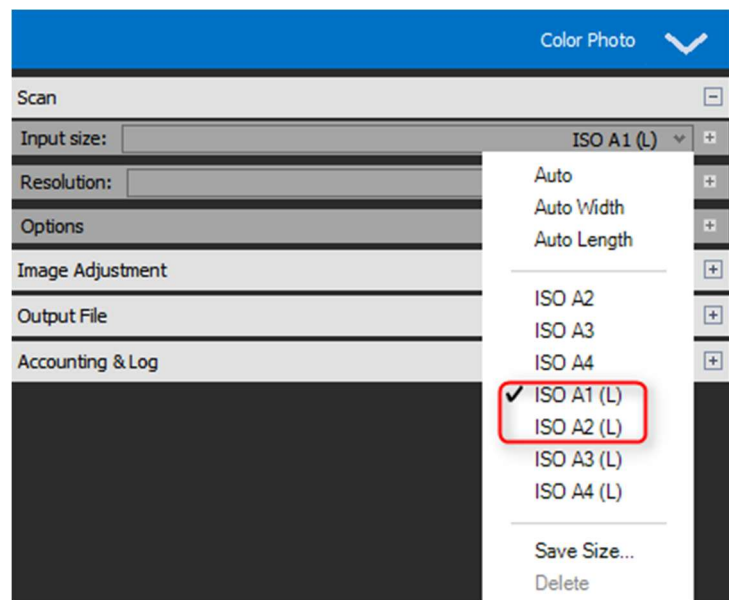 Color Photo
Scan
Input size: ISO A1 (L)
Resolution:
Options
Image Adjustment
Output File
Accounting & Log
Auto
Auto Width
Auto Length
ISO A2
ISO A3
ISO A4
ISO A1 (L)
ISO A2 (L)
ISO A3 (L)
ISO A4 (L)
Save Size...
Delete